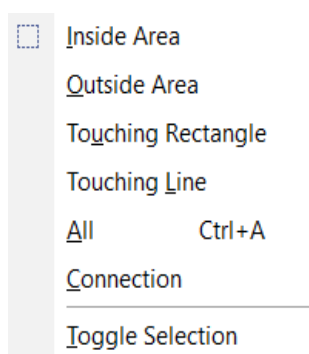 Inside Area
Outside Area
Touching Rectangle
Touching Line
All Ctrl+A
Connection
Toggle Selection